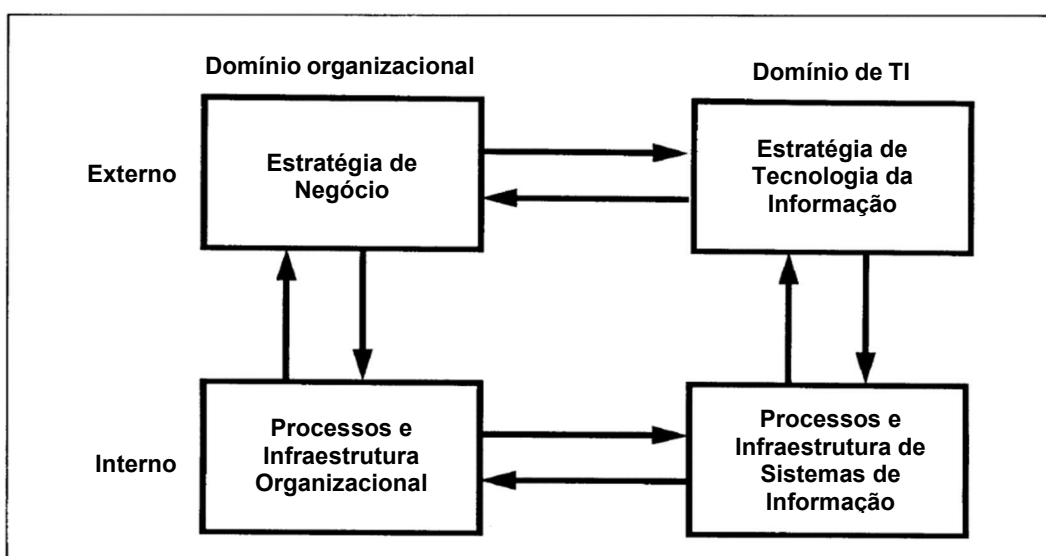 Domínio organizacional
Domínio de TI
Externo
Estratégia de
Negócio
Estratégia de
Tecnologia da
Informação
Interno
Processos e
Infraestrutura
Organizacional
Processos e
Infraestrutura de
Sistemas de
Informação